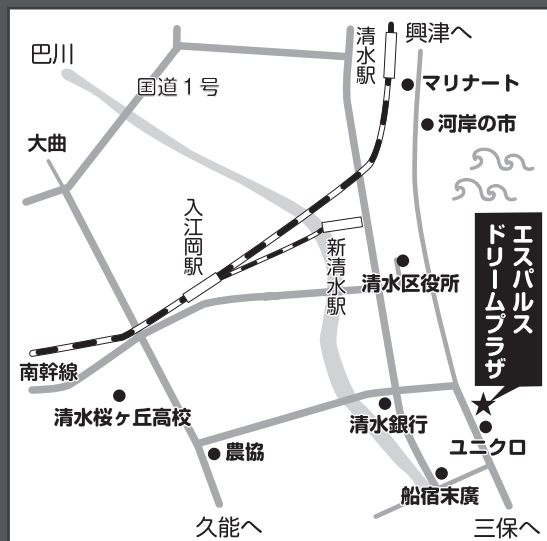 清水駅
興津へ
巴川
国道1号
マリナート
河岸の市
大曲
入江岡駅
新清水駅
エスパルス
ドリームプラザ
清水区役所
南幹線
清水桜ヶ丘高校
清水銀行
ユニクロ
農協
船宿末廣
久能へ
三保へ